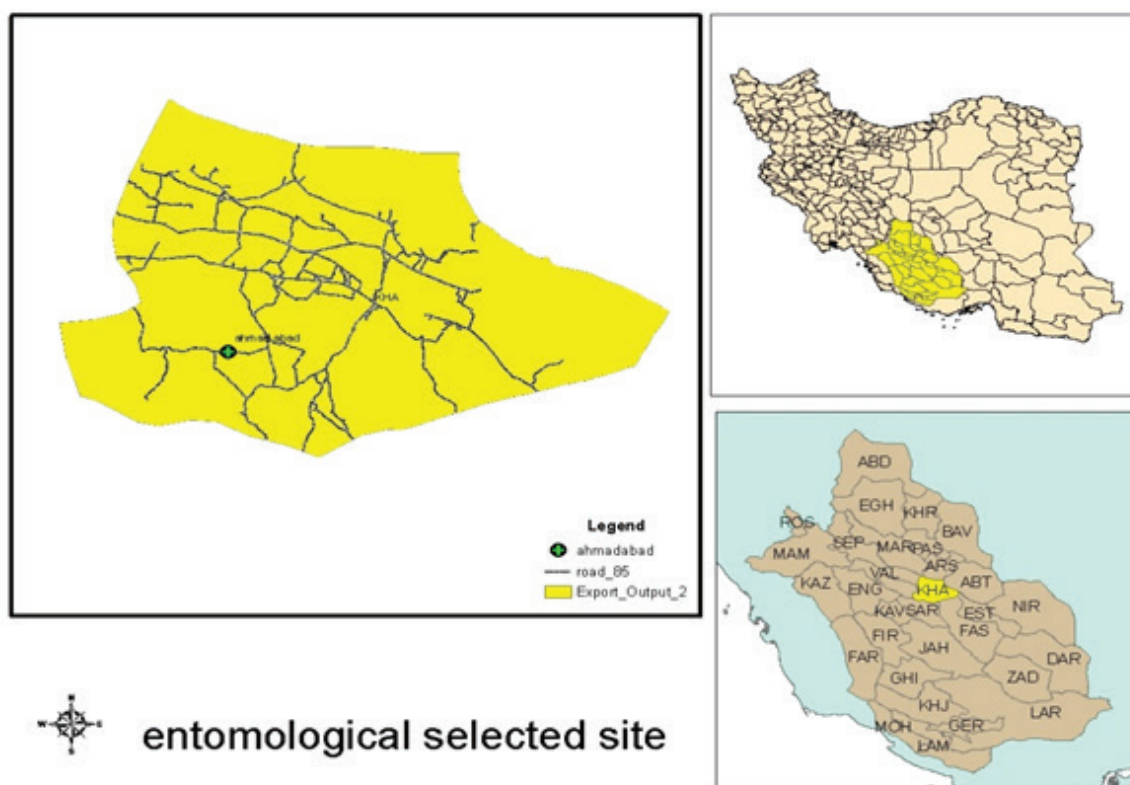 KHA
ahmadabad
Legend
ahmadabad
road_85
Export_Output_2
ABD
EGH
KHR
ROS
BAV
SEP
MAR
PAS
MAM
ARS
VAL
KAZ
ENG
KHA
ABT
NIR
KAV
SAR
EST
FIR
FAS
JAH
FAR
DAR
GHI
ZAD
KHJ
LAR
MOH
GER
LAM
N
W
S
entomological selected site